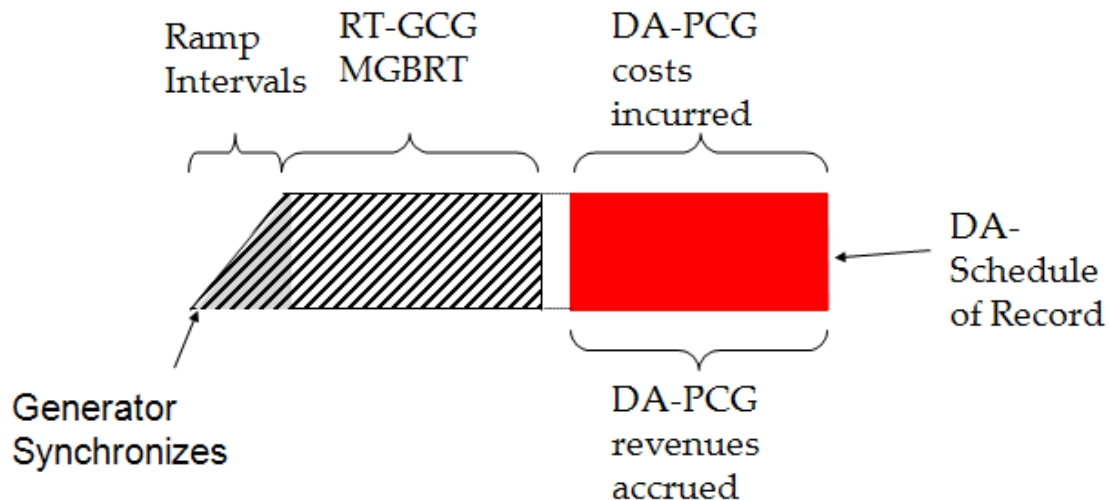 Ramp
Intervals
RT-GCG
MGBRT
DA-PCG
costs
incurred
DA-
Schedule
of Record
Generator
Synchronizes
DA-PCG
revenues
accrued